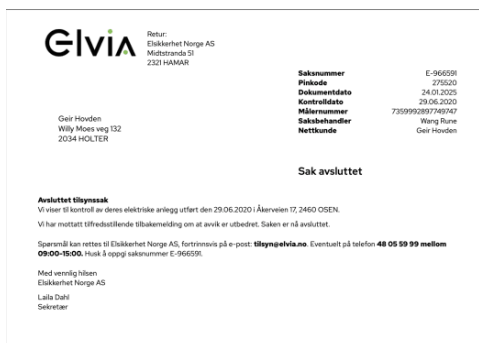 Elvia
Retur:
Elsikkerhet Norge AS
Midtstranda 51
2321 HAMAR
Saksnummer E-966591
Pinkode 275520
Dokumentdato 24.01.2025
Kontrolldato 29.06.2020
Målernummer 7359992897749747
Saksbehandler Wang Rune
Nettkunde Geir Hovden
Geir Hovden
Willy Moes veg 132
2034 HOLTER
Sak avsluttet
Avsluttet tilsynssak
Vi viser til kontroll av deres elektriske anlegg utført den 29.06.2020 i Åkerveien 17, 2460 OSEN.
Vi har mottatt tilfredsstillende tilbakemelding om at avvik er utbedret. Saken er nå avsluttet.
Spørsmål kan rettes til Elsikkerhet Norge AS, fortrinnsvis på e-post: tilsyn@elvia.no. Eventuelt på telefon 48 05 59 99 mellom
09:00-15:00. Husk å oppgi saksnummer E-966591.
Med vennlig hilsen
Elsikkerhet Norge AS
Laila Dahl
Sekretær